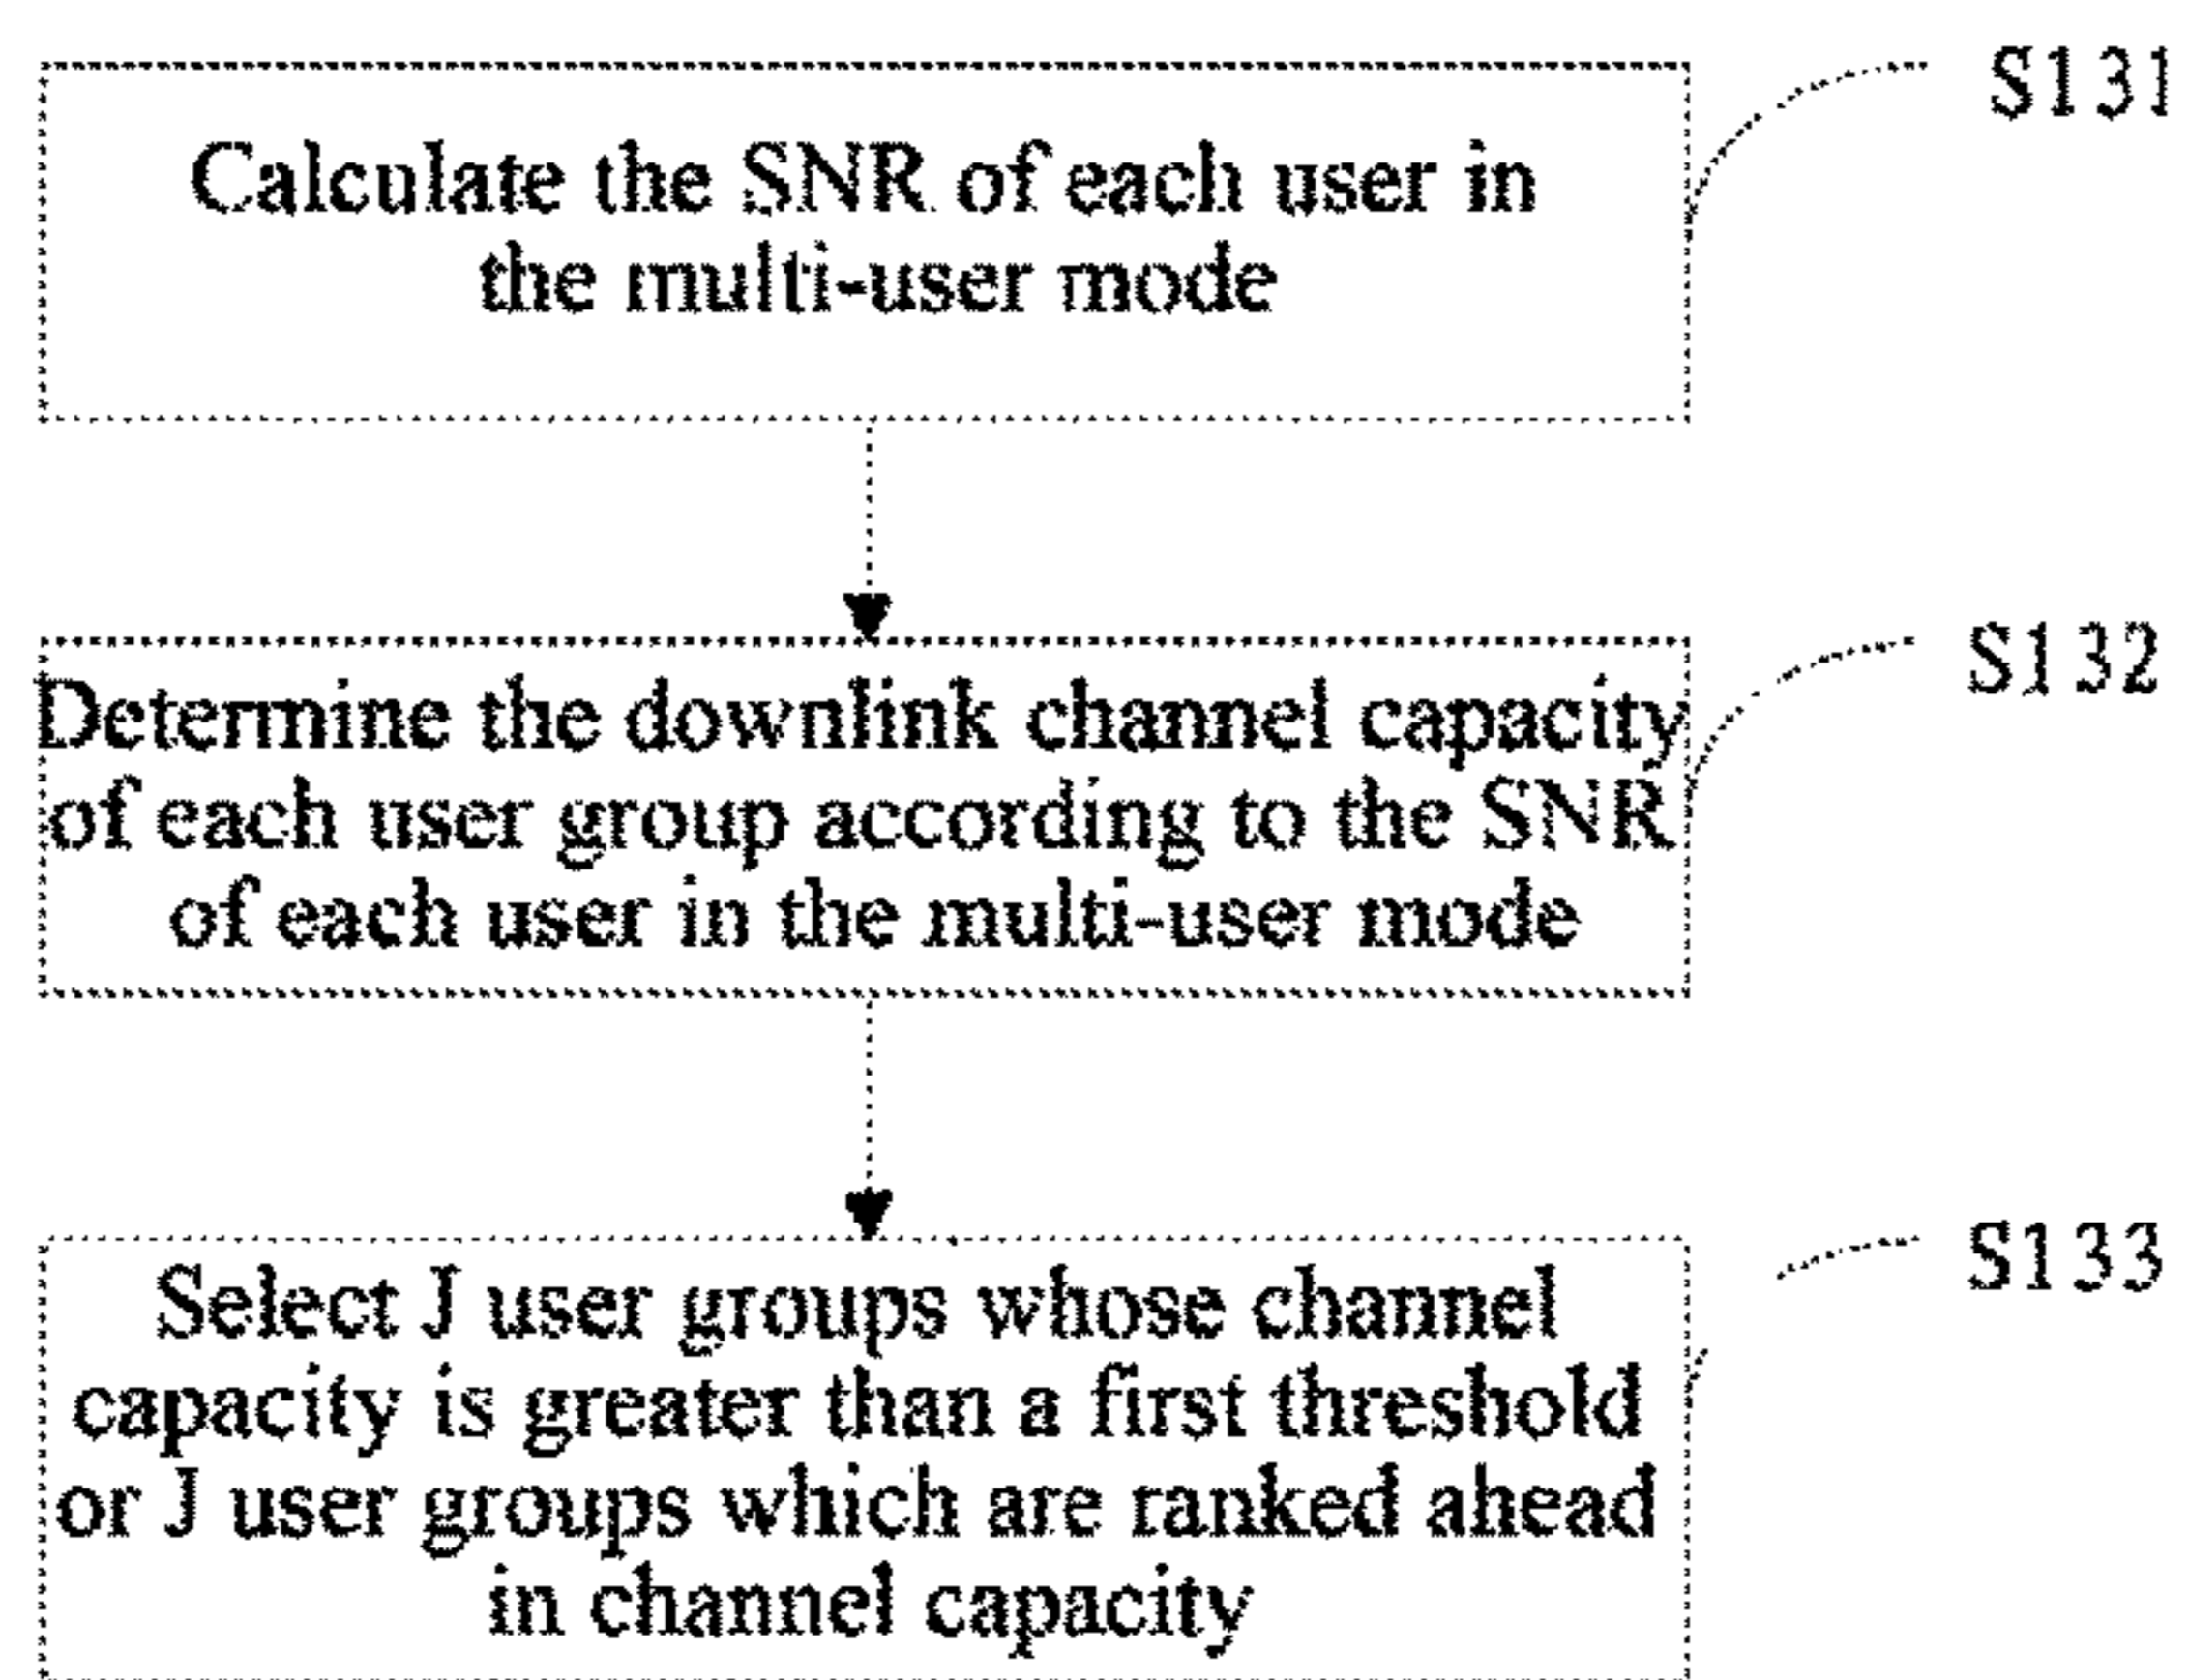 S131
Calculate the SNR of each user in
the multi-user mode
S132
Determine the downlink channel capacity
of each user group according to the SNR
of each user in the multi-user mode
S133
Select J user groups whose channel
capacity is greater than a first threshold
or J user groups which are ranked ahead
in channel capacity